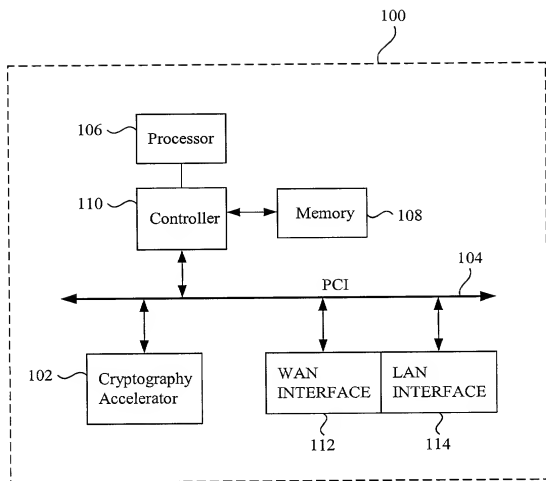 100
106
Processor
110
Controller
Memory
108
PCI
104
102
Cryptography
Accelerator
WAN
INTERFACE
LAN
INTERFACE
112
114